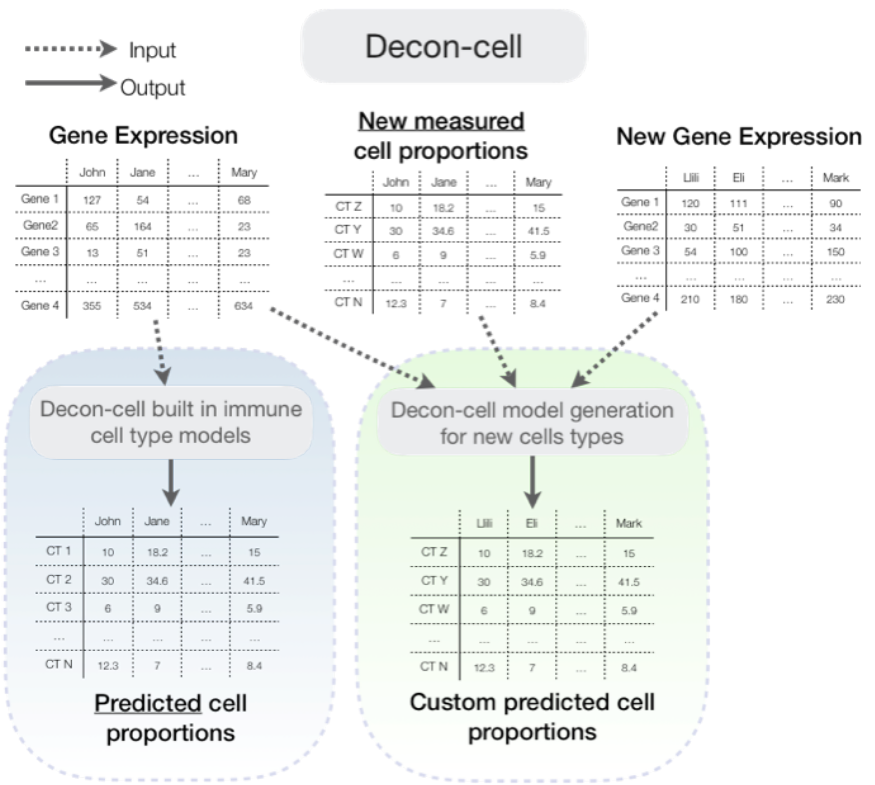 Decon-cell
Input
Output
Gene Expression
John Jane ... Mary
Gene 1 127 54 ... 68
Gene2 65 164 ... 23
Gene 3 13 51 ... 23
... ... ... ... ...
Gene 4 355 534 ... 634
New measured
cell proportions
John Jane ... Mary
CT Z 10 18.2 ... 15
CT Y 30 34.6 ... 41.5
CT W 6 9 ... 5.9
... ... ... ... ...
CT N 12.3 7 ... 8.4
New Gene Expression
Llili Eli ... Mark
Gene 1 120 111 ... 90
Gene2 30 51 ... 34
Gene 3 54 100 ... 150
... ... ... ... ...
Gene 4 210 180 ... 230
Decon-cell built in immune
cell type models
John Jane ... Mary
CT 1 10 18.2 ... 15
CT 2 30 34.6 ... 41.5
CT 3 6 9 ... 5.9
... ... ... ... ...
CT N 12.3 7 ... 8.4
Predicted cell
proportions
Decon-cell model generation
for new cells types
Llili Eli ... Mark
CT Z 10 18.2 ... 15
CT Y 30 34.6 ... 41.5
CT W 6 9 ... 5.9
... ... ... ... ...
CT N 12.3 7 ... 8.4
Custom predicted cell
proportions